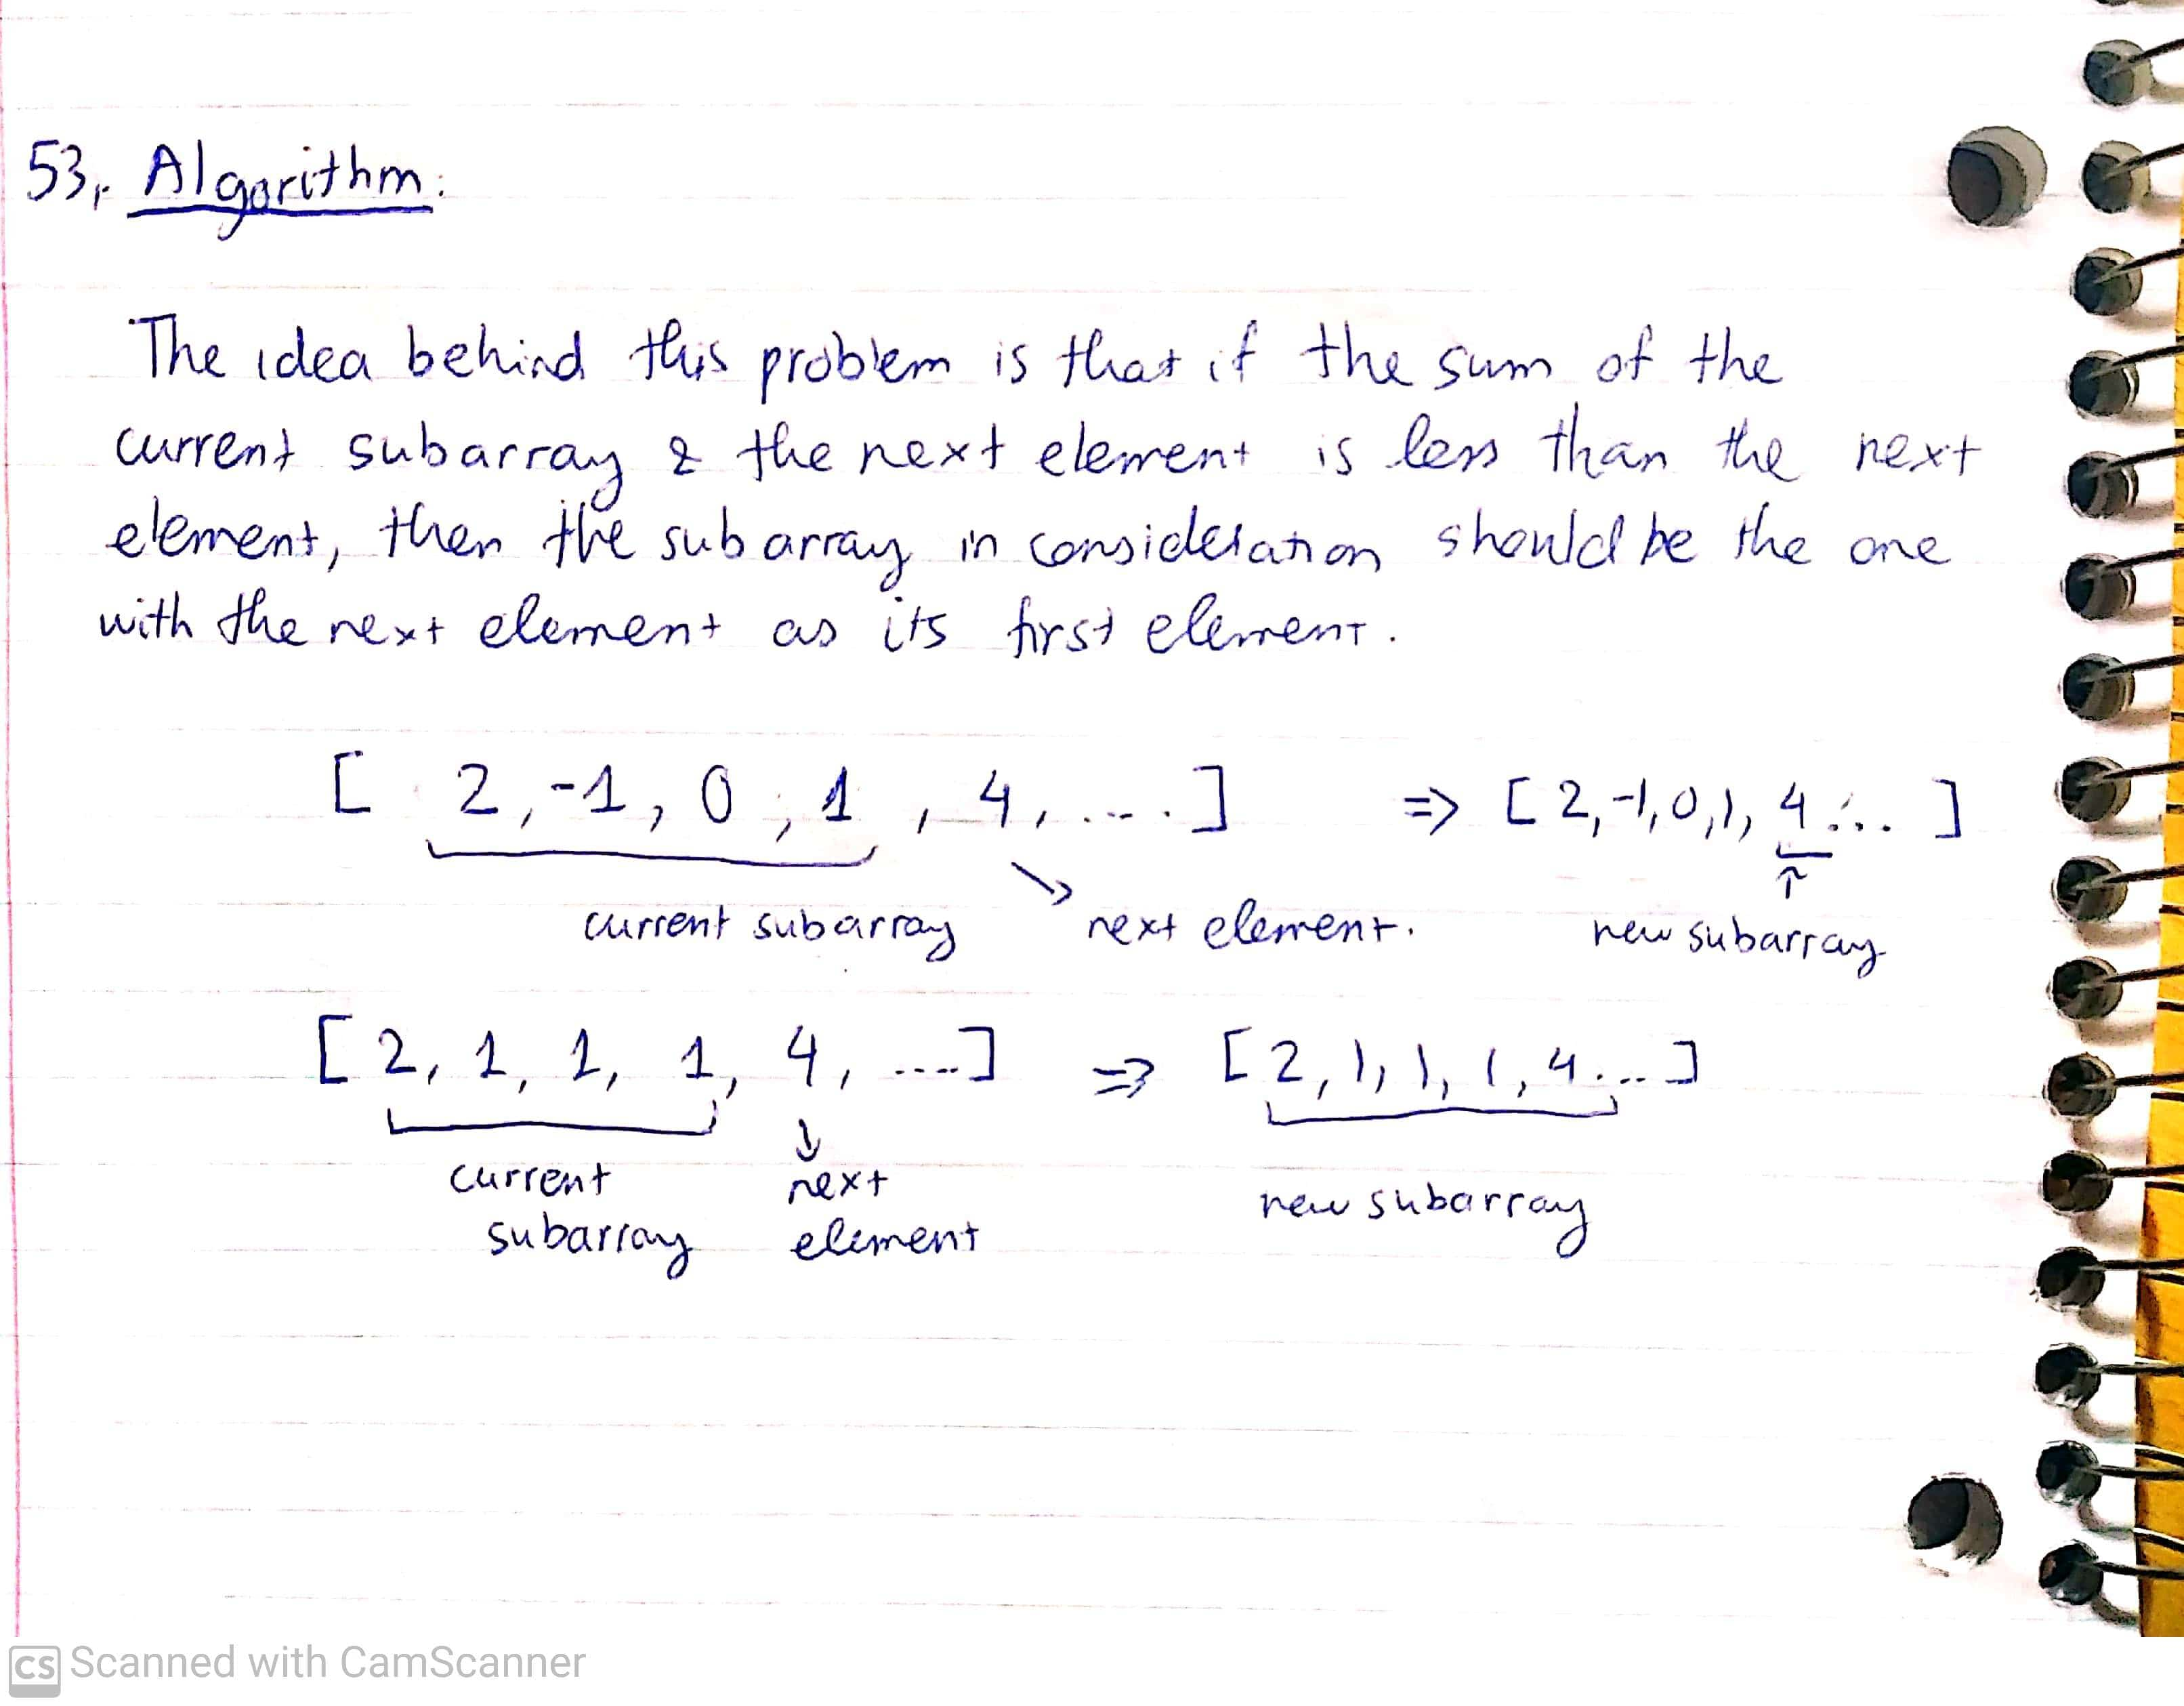 53, Algorithm:
The idea behind this problem is that if the sum of the
current subarray & the next element is less than the next
element, then the subarray in consideration should be the one
with the next element as its first element.
[ 2, -1, 0, 1, 4, .... ] => [ 2, -1, 0, 1, 4 ... ]
current subarray next element. new subarray
[ 2, 1, 1, 1, 4, .... ] => [ 2, 1, 1, 1, 4 ... ]
current next
subarray element new subarray
CS Scanned with CamScanner